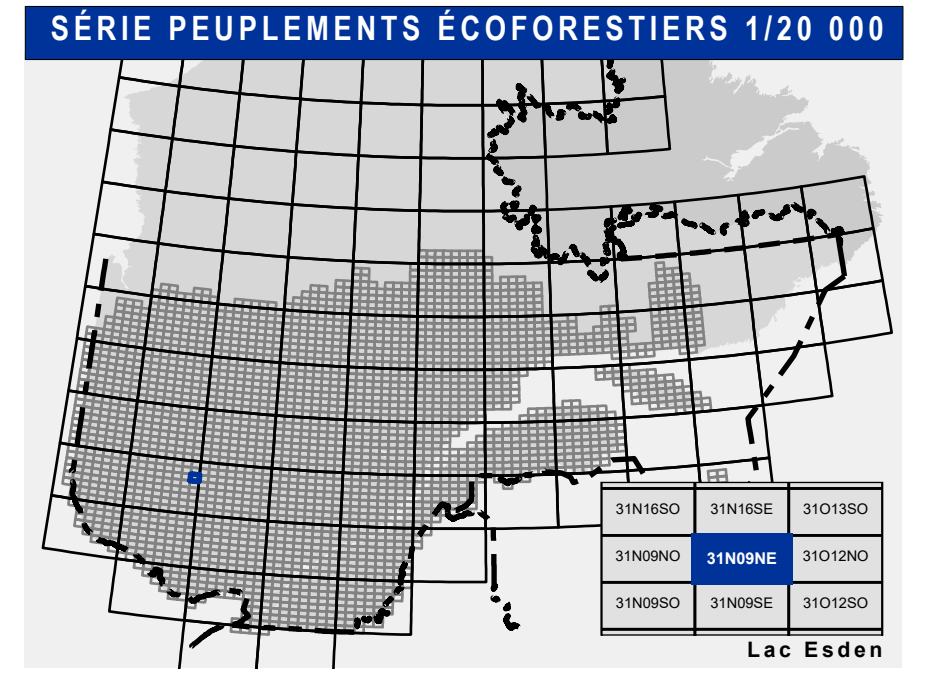 SÉRIE PEUPLEMENTS ÉCOFORESTIERS 1/20 000
31N16SO 31N16SE 31O13SO
31N09NO 31N09NE 31O12NO
31N09SO 31N09SE 31O12SO
Lac Esden